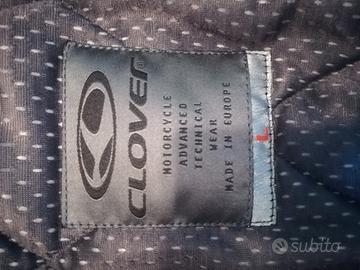 CLOVER
MOTORCYCLE
ADVANCED
TECHNICAL
WEAR
MADE IN EUROPE
L
subito